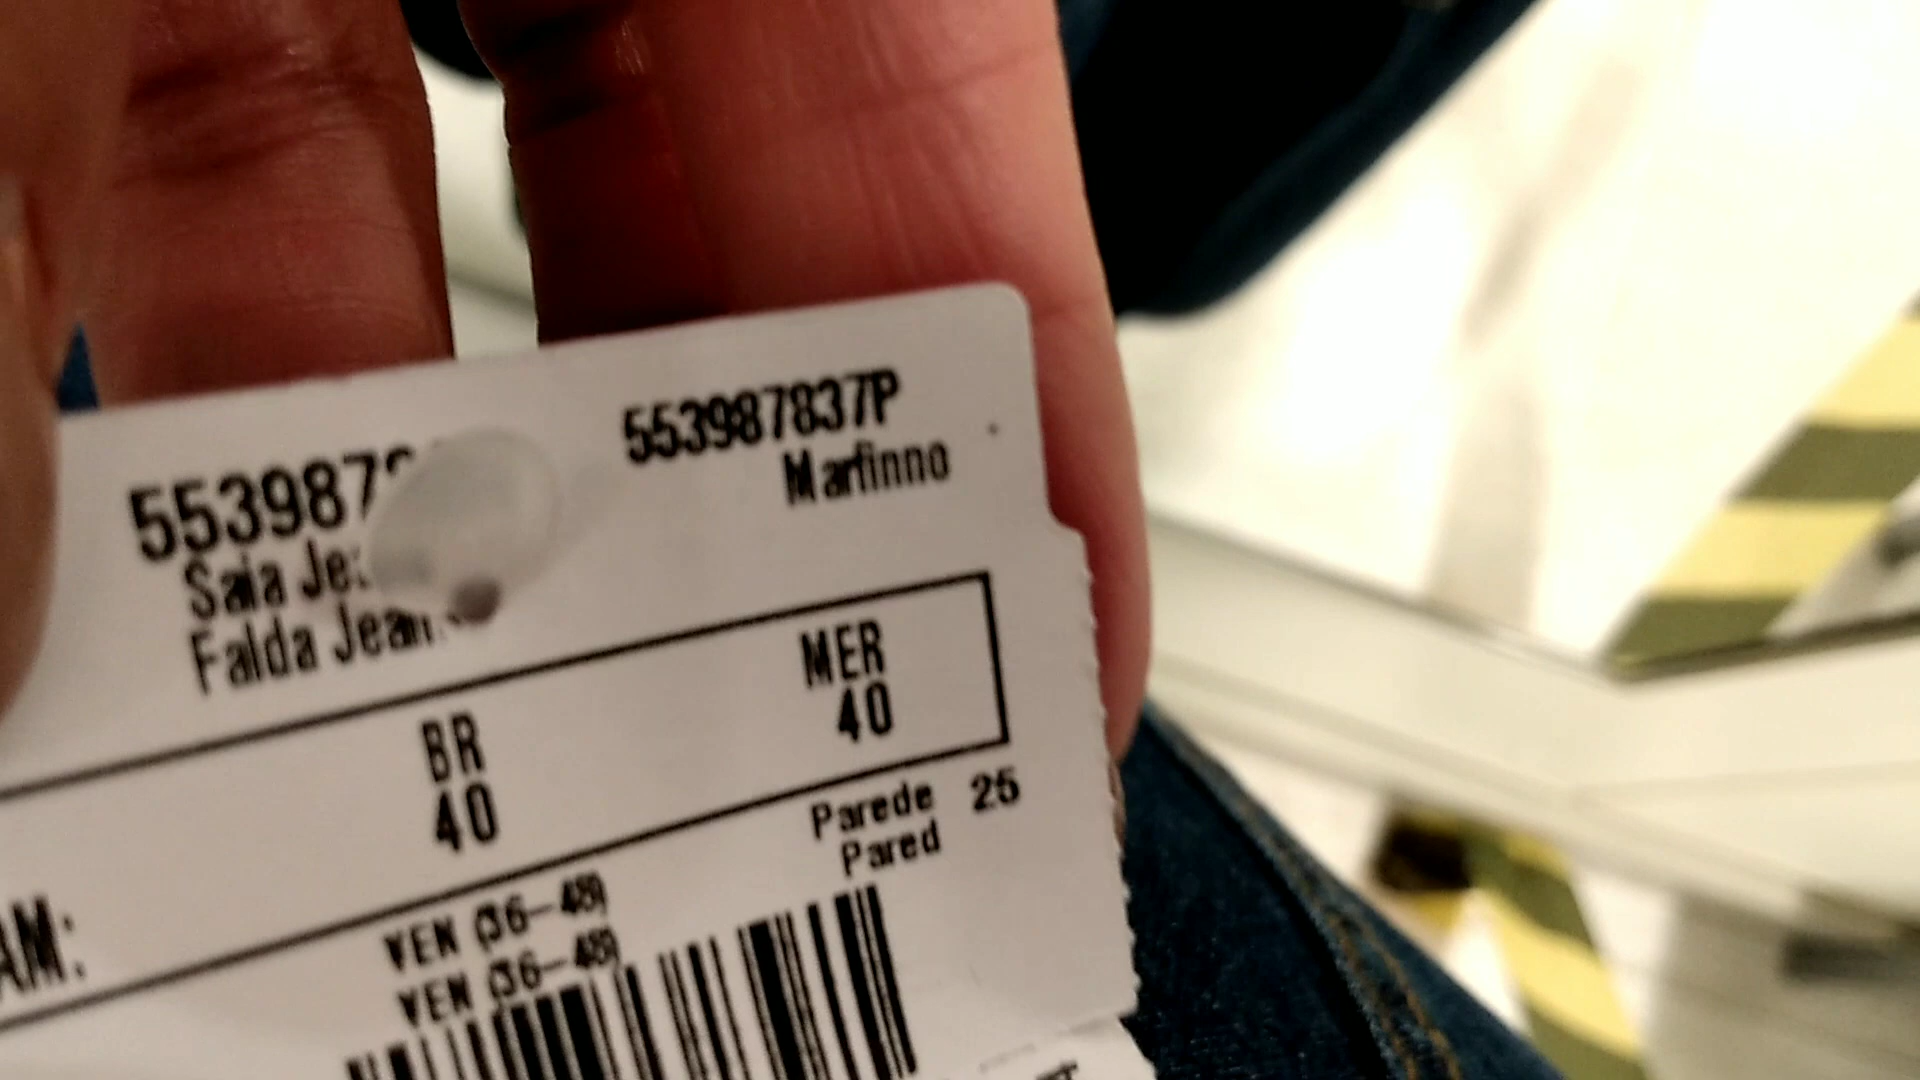 553987837P
Marfinno
553987
Saia Je
Falda Jean
MER
40
BR
40
Parede 25
Pared
AM:
VEN (36-48)
VEN (36-48)